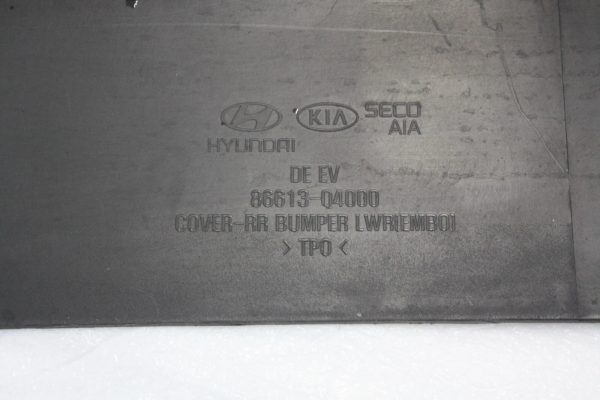 KIA SECO
HYUNDAI AIA
DE EV
86613-Q4000
COVER-RR BUMPER LWR(EMBO)
> TPO <